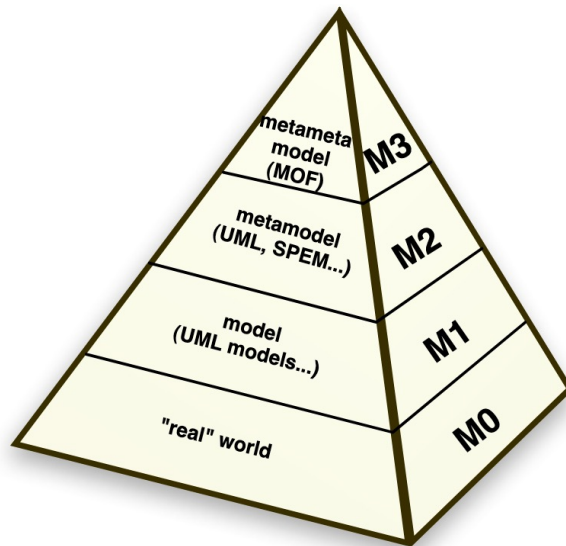 metameta
model
(MOF)
M3
metamodel
(UML, SPEM...)
M2
model
(UML models...)
M1
"real" world
M0